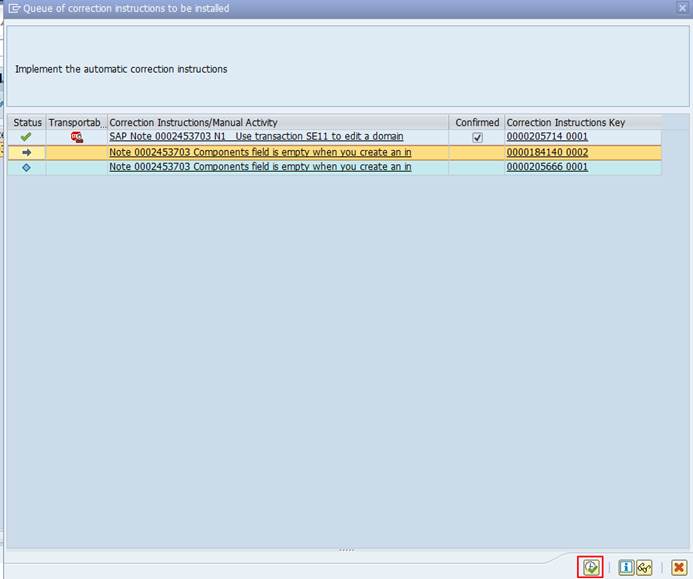 Queue of correction instructions to be installed
Implement the automatic correction instructions
Status Transportab... Correction Instructions/Manual Activity Confirmed Correction Instructions Key
SAP Note 0002453703 N1 Use transaction SE11 to edit a domain 0000205714 0001
Note 0002453703 Components field is empty when you create an in 0000184140 0002
Note 0002453703 Components field is empty when you create an in 0000205666 0001